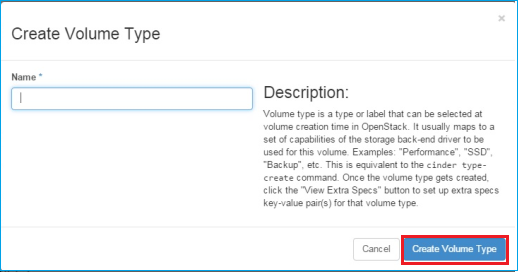 ×
Create Volume Type
Name *
Description:
Volume type is a type or label that can be selected at
volume creation time in OpenStack. It usually maps to a
set of capabilities of the storage back-end driver to be
used for this volume. Examples: "Performance", "SSD",
"Backup", etc. This is equivalent to the cinder type-
create command. Once the volume type gets created,
click the "View Extra Specs" button to set up extra specs
key-value pair(s) for that volume type.
Cancel
Create Volume Type